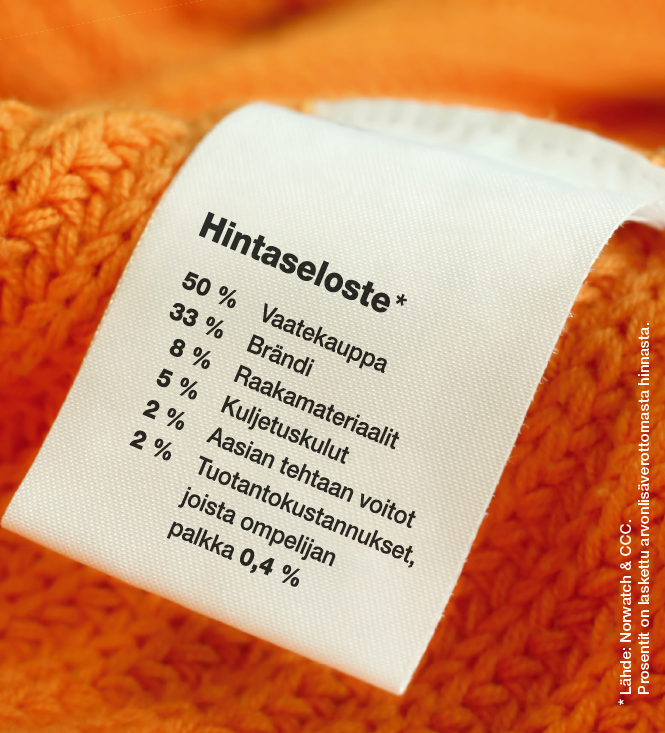 Hintaseloste*
50 % Vaatekauppa
33 % Brändi
8 % Raakamateriaalit
5 % Kuljetuskulut
2 % Aasian tehtaan voitot
2 % Tuotantokustannukset,
joista ompelijan
palkka 0,4 %
* Lähde: Norwatch & CCC.
Prosentit on laskettu arvonlisäverottomasta hinnasta.